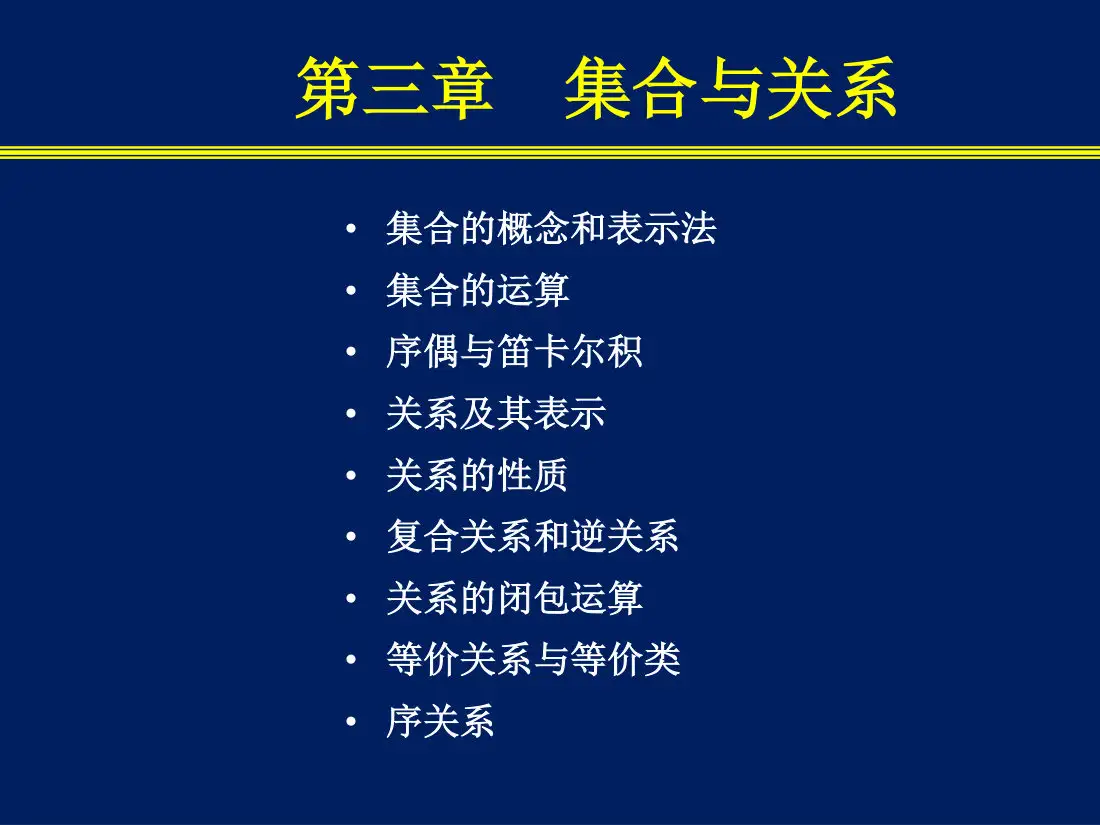 第三章　集合与关系
• 集合的概念和表示法
• 集合的运算
• 序偶与笛卡尔积
• 关系及其表示
• 关系的性质
• 复合关系和逆关系
• 关系的闭包运算
• 等价关系与等价类
• 序关系